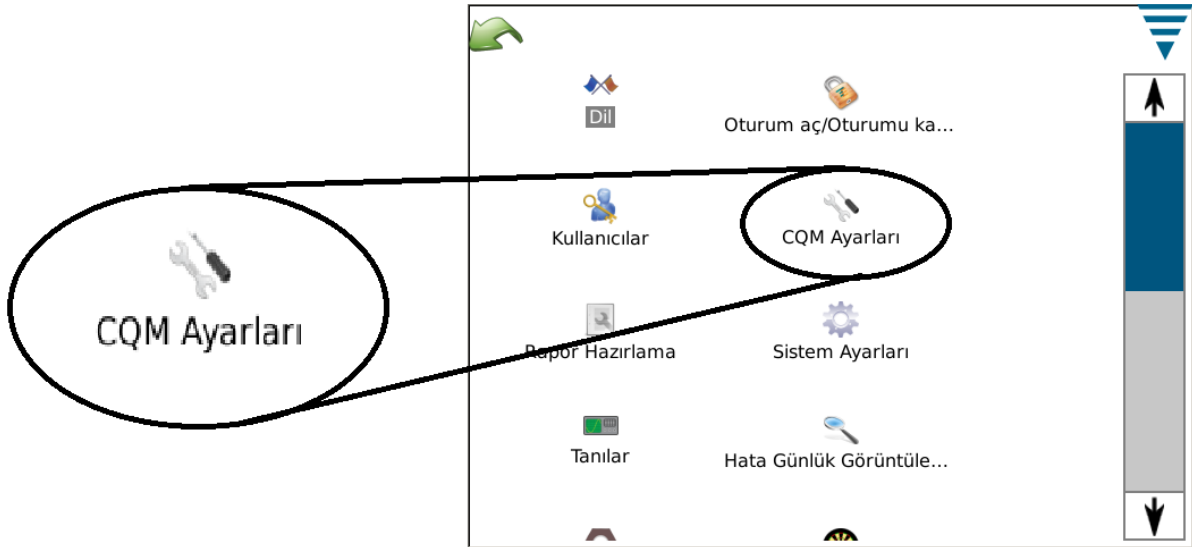 Dil
Oturum aç/Oturumu ka...
Kullanıcılar
CQM Ayarları
CQM Ayarları
Rapor Hazırlama
Sistem Ayarları
Tanılar
Hata Günlük Görüntüle...